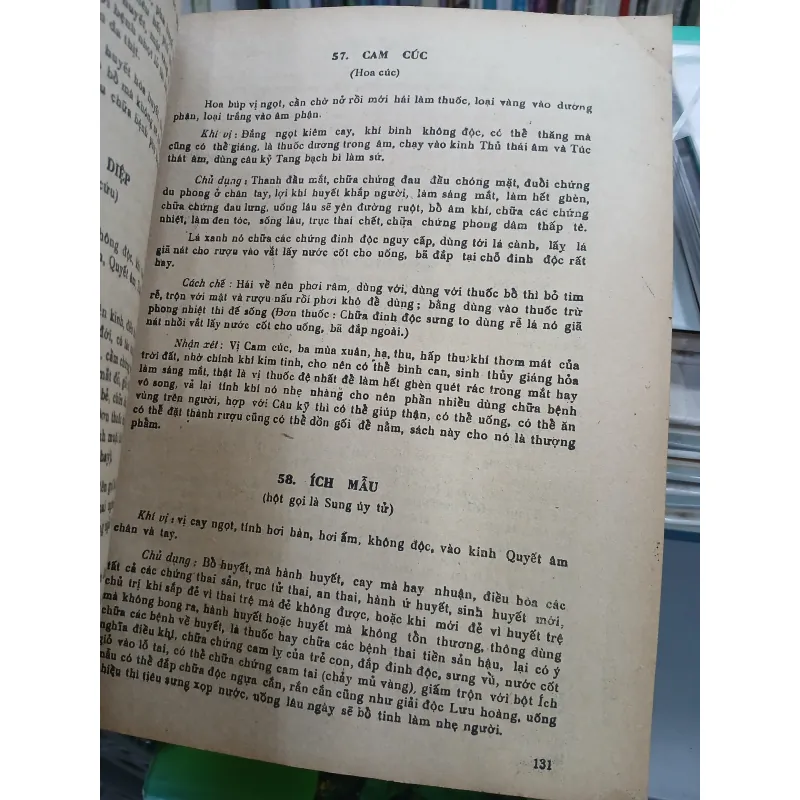 57. CAM CÚC
(Hoa cúc)
Hoa búp vị ngọt, cần chờ nở rồi mới hái làm thuốc, loại vàng vào dương
phận, loại trắng vào âm phận.
Khí vị : Đắng ngọt kiêm cay, khí bình không độc, có thể thăng mà
cũng có thể giáng, là thuốc dương trong âm, chạy vào kinh Thủ thái âm và Túc
thái âm, dùng câu kỷ Tang bạch bì làm sứ.
Chủ dụng : Thanh đầu mắt, chữa chứng đau đầu chóng mặt, đuổi chứng
du phong ở chân tay, lợi khí huyết khắp người, làm sáng mắt, làm hết ghèn,
chữa chứng đau lưng, uống lâu sẽ yên đường ruột, bồ âm khí, chữa các chứng
nhiệt, làm đen tóc, sống lâu, trục thai chết, chữa chứng phong dâm thấp tê.
Lá xanh nó chữa các chứng đinh độc nguy cấp, dùng tới lá cành, lấy lá
giã nát cho rượu vào vắt lấy nước cốt cho uống, bã đắp tại chỗ đinh độc rất
hay.
Cách chế : Hái về nên phơi râm, dùng với, dùng với thuốc bồ thì bỏ tim
rễ, trộn với mật và rượu nấu rồi phơi khô để dùng ; bằng dùng vào thuốc trừ
phong nhiệt thì để sống (Đơn thuốc : Chữa đinh độc sưng to dùng rễ lá nó giã
nát nhồi vắt lấy nước cốt cho uống, bã đắp ngoài.)
Nhận xét : Vị Cam cúc, ba mùa xuân, hạ, thu, hấp thu khí thơm mát của
trời đất, nhờ chính khí kim tinh, cho nên có thể bình can, sinh thủy giáng hỏa
làm sáng mắt, thật là vị thuốc đệ nhất để làm hết ghèn quét rác trong mắt hay
vô song, vả lại tính khí nó nhẹ nhàng cho nên phần nhiều dùng chữa bệnh
vùng trên người, hợp với Câu kỷ thì có thể giúp thận, có thể uống, có thể ăn
có thể đặt thành rượu cũng có thể dồn gối để nằm, sách này cho nó là thượng
phẩm.
58. ÍCH MẪU
(hột gọi là Sung úy tử)
Khí vị : vị cay ngọt, tính hơi hàn, hơi ấm, không độc, vào kinh Quyết âm
chân và tay.
Chủ dụng : Bồ huyết, mà hành huyết, cay mà hay nhuận, điều hòa các
tất cả các chứng thai sản, trục tử thai, an thai, hành ứ huyết, sinh huyết mới,
chủ trị khi sắp đẻ vì thai trệ mà đẻ không được, hoặc khi mới đẻ vì huyết trệ
mà không bong ra, hành huyết hoặc huyết mà không tồn thương, thông dùng
chữa các bệnh về huyết, là thuốc hay chữa các bệnh thai tiền sản hậu, lại có ý
nghĩa điều khí, chữa chứng cam lỵ của trẻ con, đắp đinh độc, sưng vú, nước cốt
giỏ vào lỗ tai, có thể chữa chứng cam tai (chảy mủ vàng), giấm trộn với bột Ích
mẫu có thể đắp chữa độc ngựa cắn, rắn cắn cũng như giải độc Lưu hoàng, uống
nhiều thì tiêu sưng xọp nước, uống lâu ngày sẽ bồ tinh làm nhẹ người.
131
DIỆP